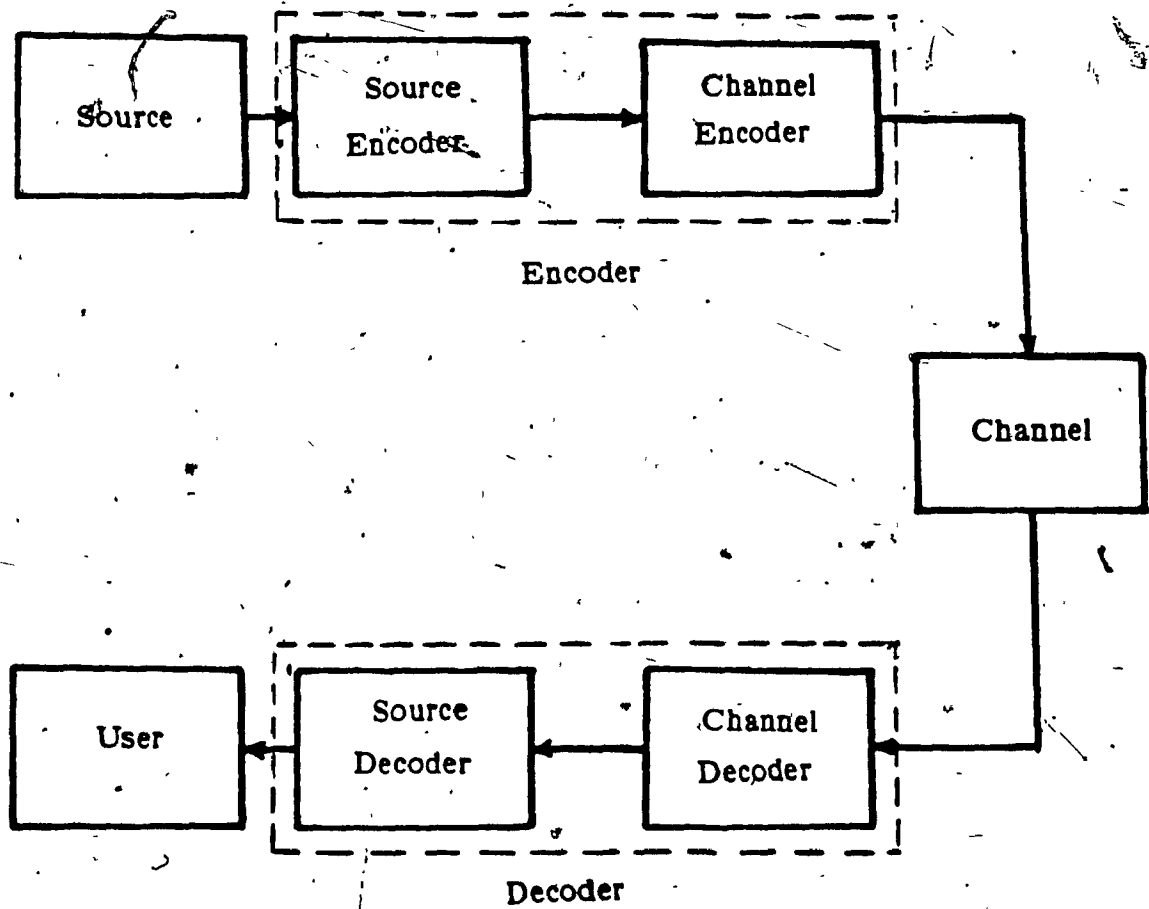 Source
Source
Encoder
Channel
Encoder
Encoder
Channel
User
Source
Decoder
Channel
Decoder
Decoder